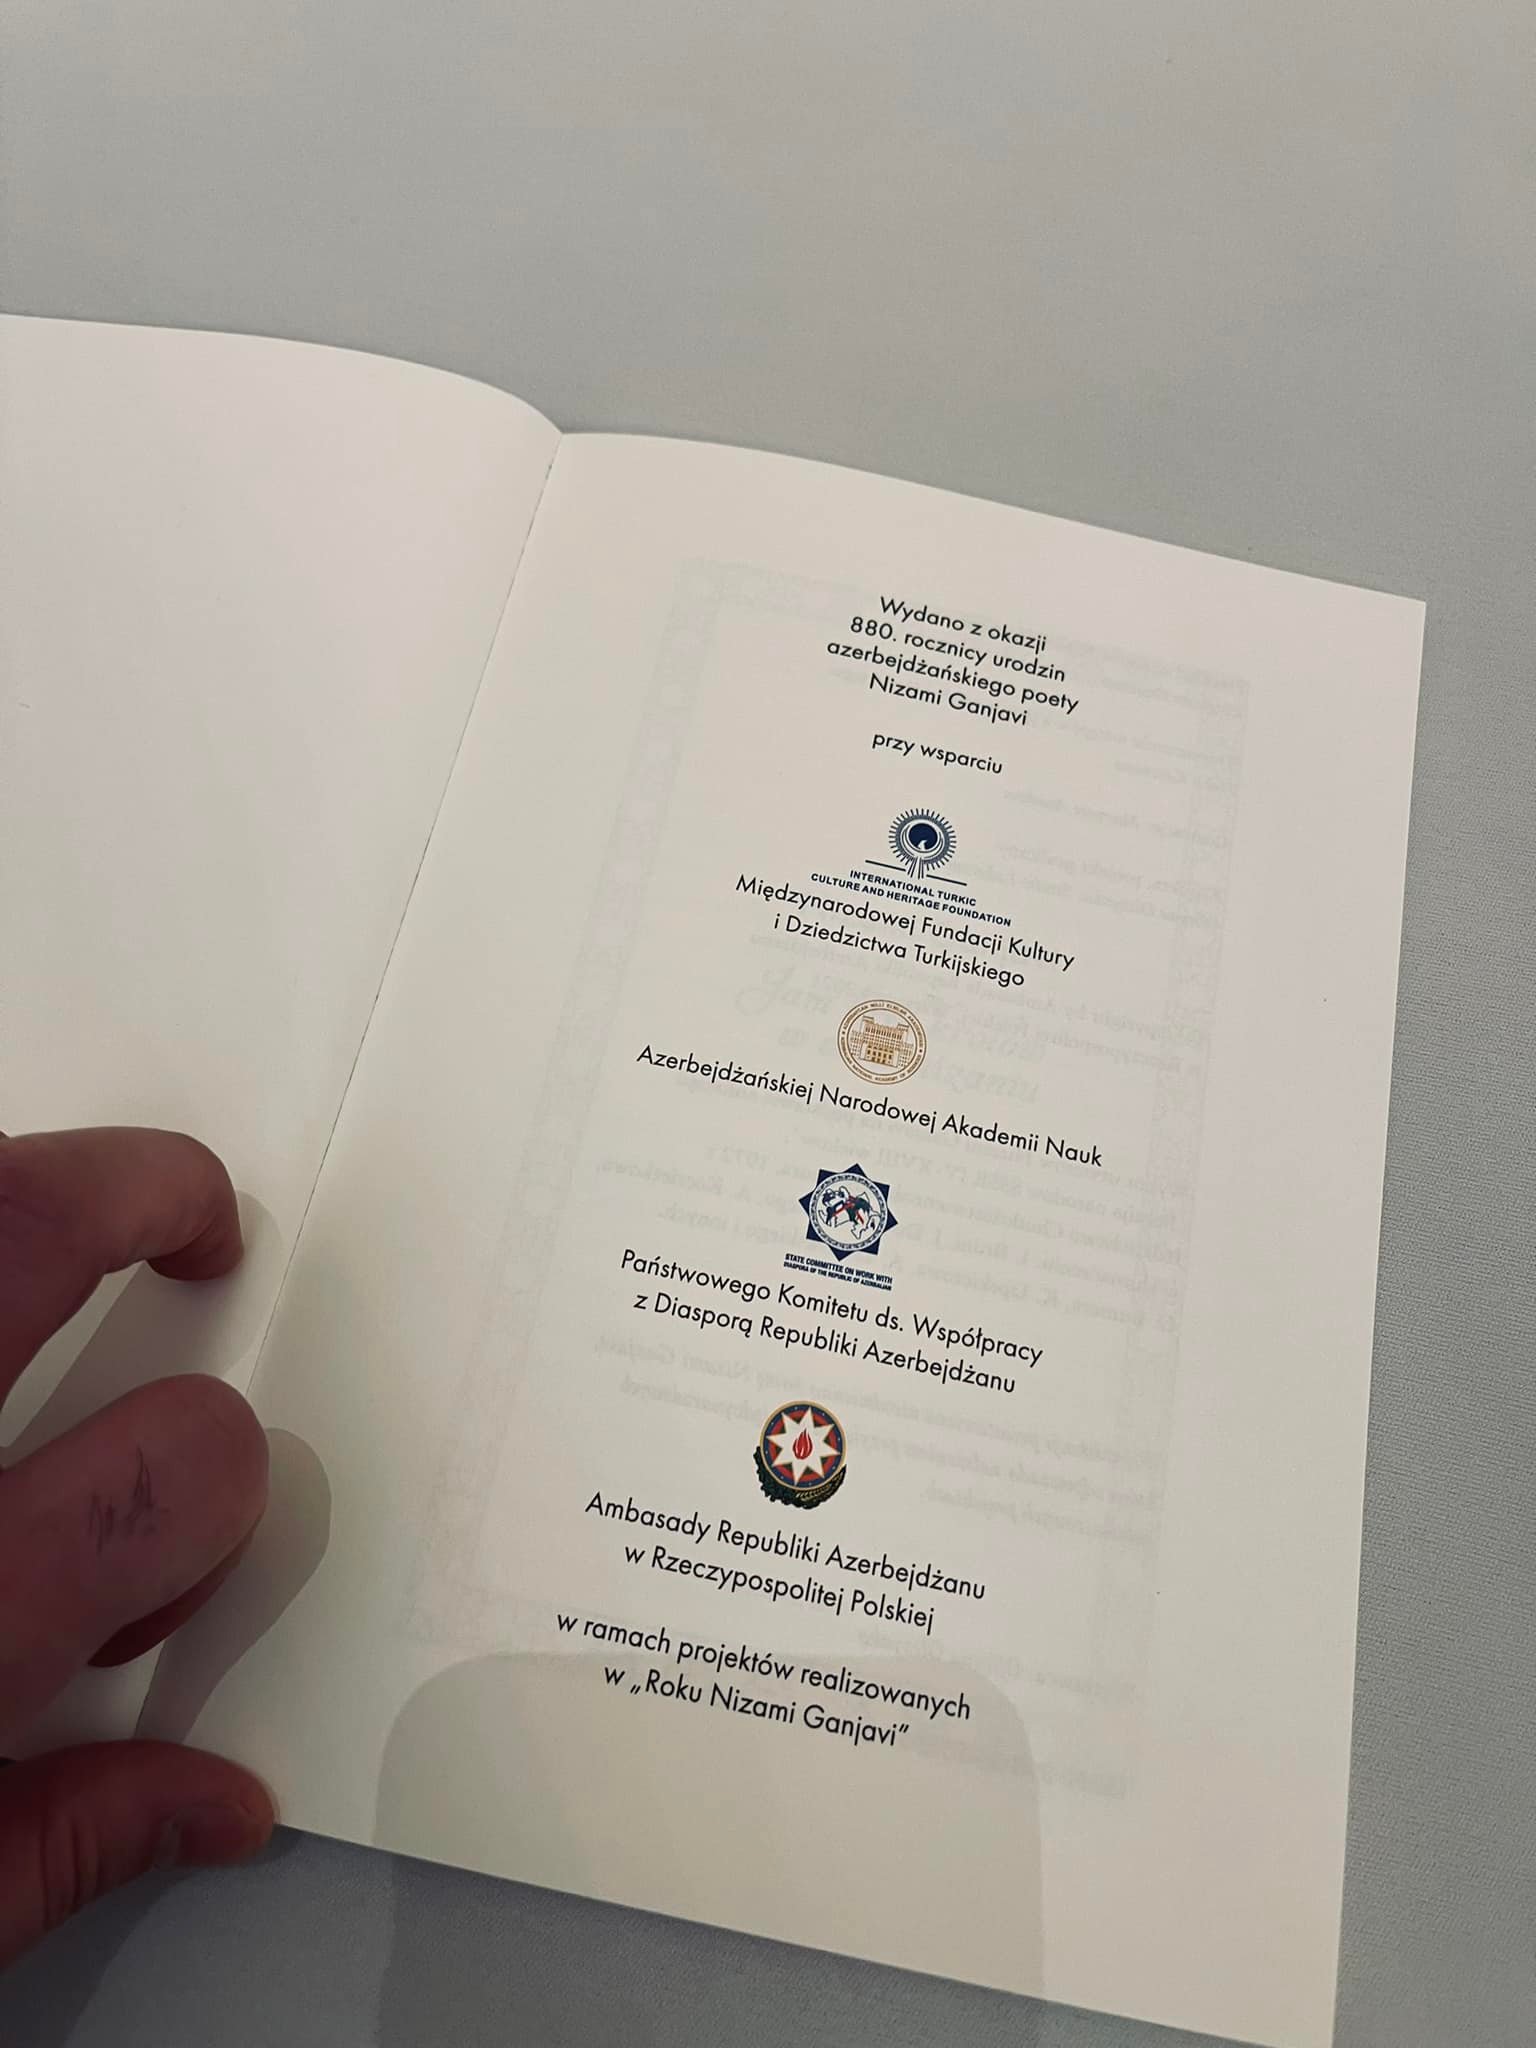 Wydano z okazji
880. rocznicy urodzin
azerbejdżańskiego poety
Nizami Ganjavi
przy wsparciu
INTERNATIONAL TURKIC
CULTURE AND HERITAGE FOUNDATION
Międzynarodowej Fundacji Kultury
i Dziedzictwa Turkijskiego
Azerbejdżańskiej Narodowej Akademii Nauk
STATE COMMITTEE ON WORK WITH
DIASPORA OF THE REPUBLIC OF AZERBAIJAN
Państwowego Komitetu ds. Współpracy
z Diasporą Republiki Azerbejdżanu
Ambasady Republiki Azerbejdżanu
w Rzeczypospolitej Polskiej
w ramach projektów realizowanych
w „Roku Nizami Ganjavi”